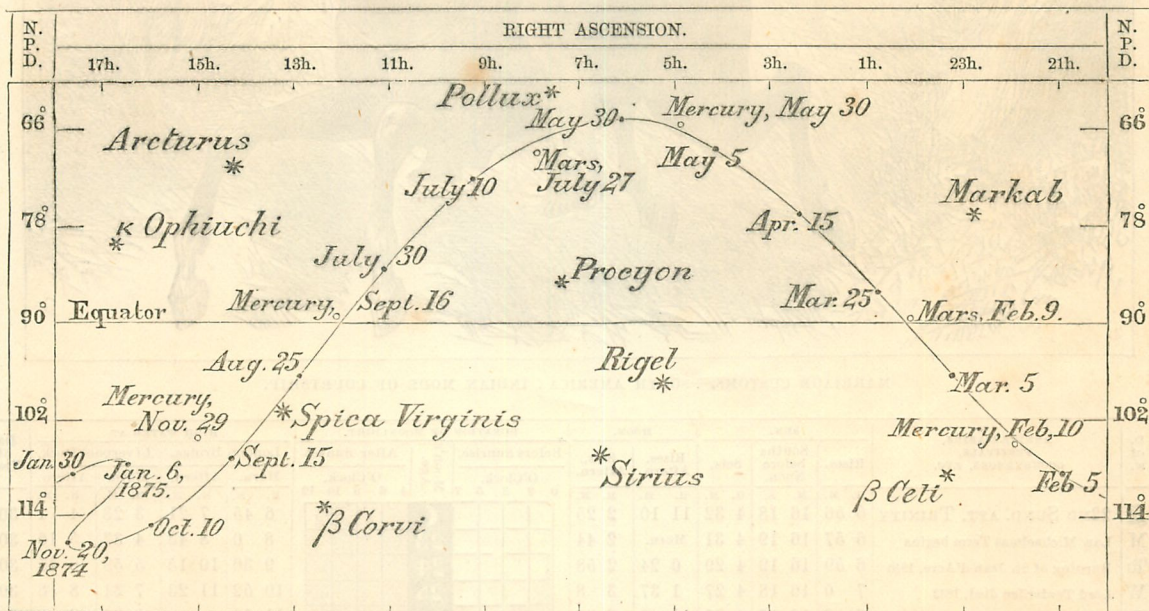 N. P. D.
RIGHT ASCENSION.
N. P. D.
17h. 15h. 13h. 11h. 9h. 7h. 5h. 3h. 1h. 23h. 21h.
Pollux
Mercury, May 30
May 30
66° 66°
Arcturus
May 5
Mars,
July 27
July 10
Markab
78° 78°
κ Ophiuchi
Apr. 15
July 30
Procyon
Mercury, Sept. 16
Mar. 25
90° Equator
Mars, Feb. 9. 90°
Aug. 25
Rigel
Mar. 5
Mercury,
Nov. 29
102° 102°
Spica Virginis
Mercury, Feb, 10
Jan. 30
Jan. 6,
1875.
Sept. 15
Sirius
β Ceti
Feb 5
114° 114°
Oct. 10
β Corvi
Nov. 20,
1874